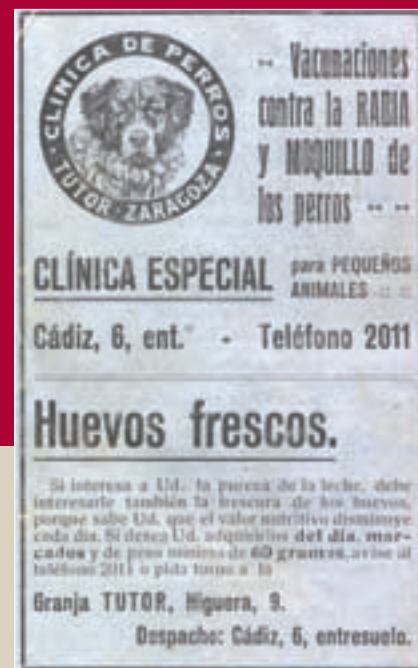 CLINICA DE PERROS
TUTOR - ZARAGOZA
-- Vacunaciones
contra la RABIA
y MOQUILLO de
los perros -- --
CLÍNICA ESPECIAL para PEQUEÑOS
ANIMALES :: ::
Cádiz, 6, ent.° - Teléfono 2011
Huevos frescos.
Si interesa a Ud. la pureza de la leche, debe
interesarle también la frescura de los huevos,
porque sabe Ud. que el valor nutritivo disminuye
cada día. Si desea Ud. adquirirlos del día, mar-
cados y de peso mínimo de 60 gramos, avise al
teléfono 2011 o pida turno a la
Granja TUTOR, Higuera, 9.
Despacho: Cádiz, 6, entresuelo.